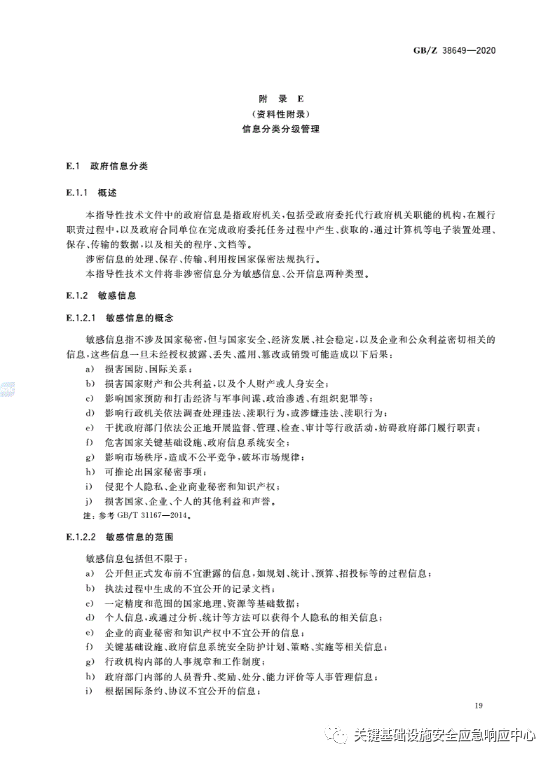 GB/Z 38649—2020
附 录 E
(资料性附录)
信息分类分级管理
E.1 政府信息分类
E.1.1 概述
本指导性技术文件中的政府信息是指政府机关,包括受政府委托代行政府机关职能的机构,在履行
职责过程中,以及政府合同单位在完成政府委托任务过程中产生、获取的,通过计算机等电子装置处理、
保存、传输的数据,以及相关的程序、文档等。
涉密信息的处理、保存、传输、利用按国家保密法规执行。
本指导性技术文件将非涉密信息分为敏感信息、公开信息两种类型。
E.1.2 敏感信息
E.1.2.1 敏感信息的概念
敏感信息指不涉及国家秘密,但与国家安全、经济发展、社会稳定,以及企业和公众利益密切相关的
信息,这些信息一旦未经授权披露、丢失、滥用、篡改或销毁可能造成以下后果:
a) 损害国防、国际关系;
b) 损害国家财产和公共利益,以及个人财产或人身安全;
c) 影响国家预防和打击经济与军事间谍、政治渗透、有组织犯罪等;
d) 影响行政机关依法调查处理违法、渎职行为,或涉嫌违法、渎职行为;
e) 干扰政府部门依法公正地开展监督、管理、检查、审计等行政活动,妨碍政府部门履行职责;
f) 危害国家关键基础设施、政府信息系统安全;
g) 影响市场秩序,造成不公平竞争,破坏市场规律;
h) 可推论出国家秘密事项;
i) 侵犯个人隐私、企业商业秘密和知识产权;
j) 损害国家、企业、个人的其他利益和声誉。
注:参考 GB/T 31167—2014。
E.1.2.2 敏感信息的范围
敏感信息包括但不限于:
a) 公开但正式发布前不宜泄露的信息,如规划、统计、预算、招投标等的过程信息;
b) 执法过程中生成的不宜公开的记录文档;
c) 一定精度和范围的国家地理、资源等基础数据;
d) 个人信息,或通过分析、统计等方法可以获得个人隐私的相关信息;
e) 企业的商业秘密和知识产权中不宜公开的信息;
f) 关键基础设施、政府信息系统安全防护计划、策略、实施等相关信息;
g) 行政机构内部的人事规章和工作制度;
h) 政府部门内部的人员晋升、奖励、处分、能力评价等人事管理信息;
i) 根据国际条约、协议不宜公开的信息;
19
关键基础设施安全应急响应中心